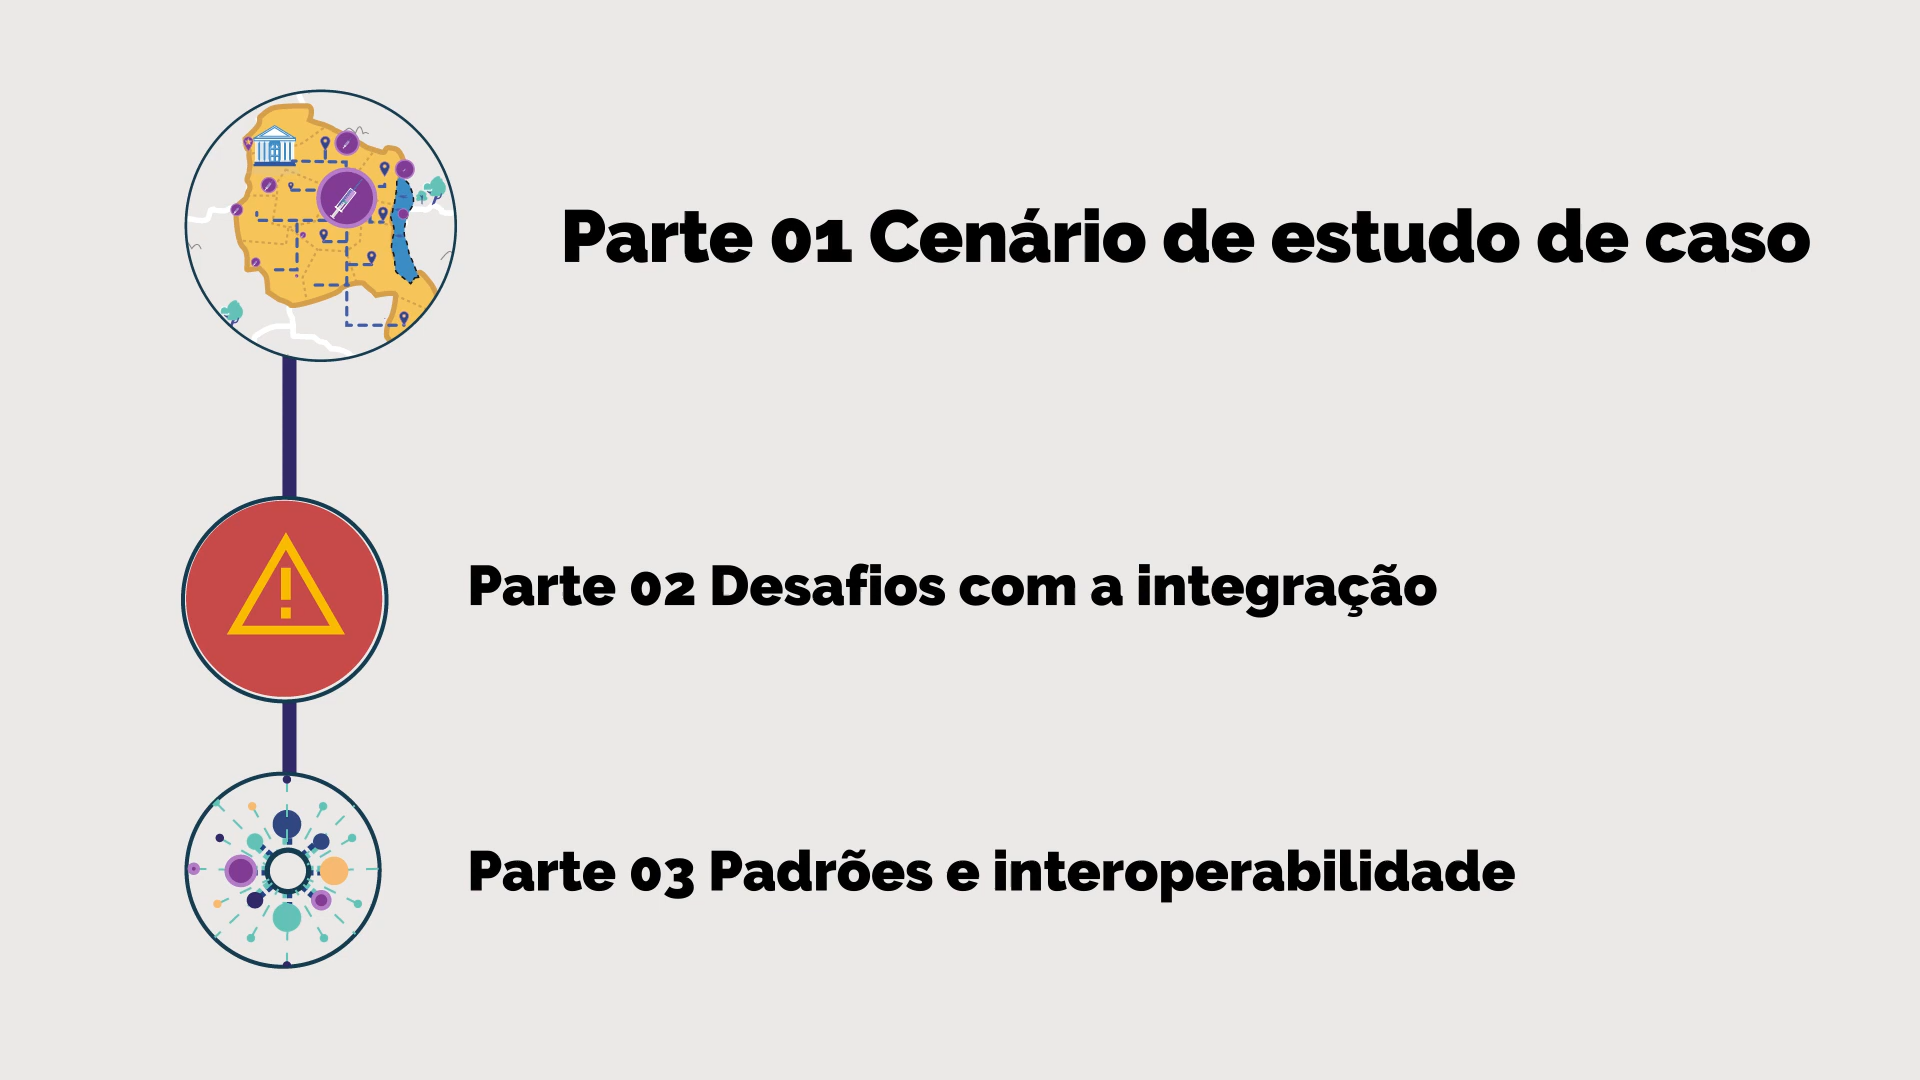 Parte 01 Cenário de estudo de caso
Parte 02 Desafios com a integração
Parte 03 Padrões e interoperabilidade